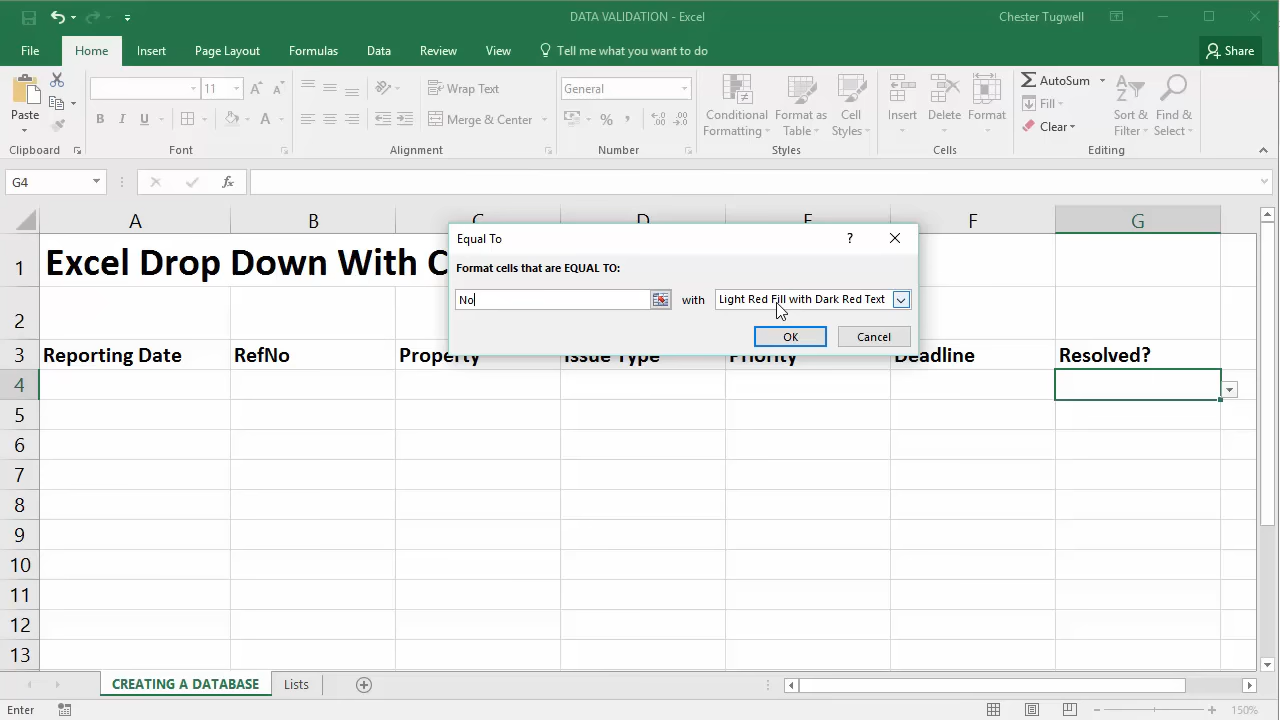 DATA VALIDATION - Excel
Chester Tugwell
File Home Insert Page Layout Formulas Data Review View Tell me what you want to do Share
Paste
Clipboard
11
B I U A
Font
Wrap Text
Merge & Center
Alignment
General
%
Number
Conditional Formatting
Format as Table
Cell Styles
Styles
Insert Delete Format
Cells
AutoSum
Fill
Clear
Sort & Filter
Find & Select
Editing
G4
fx
A B C D E F G
Equal To
Format cells that are EQUAL TO:
No with Light Red Fill with Dark Red Text
OK Cancel
1 Excel Drop Down With C
2
3 Reporting Date RefNo Property Issue Type Priority Deadline Resolved?
4
5
6
7
8
9
10
11
12
13
CREATING A DATABASE Lists
Enter
150%